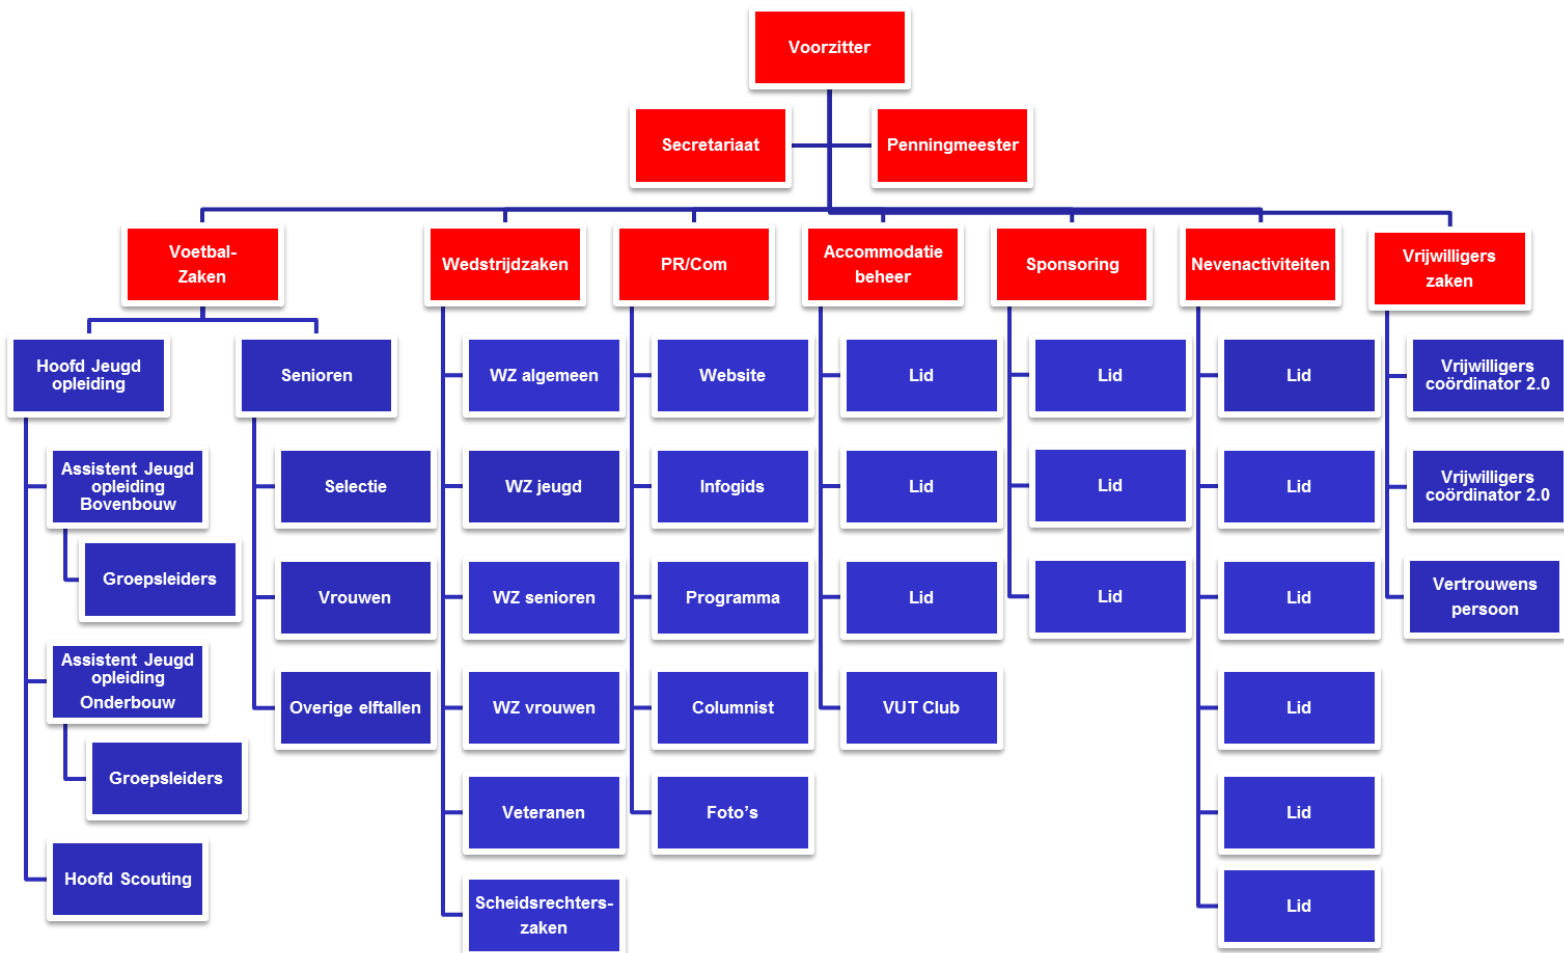 Voorzitter
Secretariaat
Penningmeester
Voetbal-
Zaken
Wedstrijdzaken
PR/Com
Accommodatie
beheer
Sponsoring
Nevenactiviteiten
Vrijwilligers
zaken
Hoofd Jeugd
opleiding
Senioren
WZ algemeen
Website
Lid
Lid
Lid
Vrijwilligers
coördinator 2.0
Assistent Jeugd
opleiding
Bovenbouw
Selectie
WZ jeugd
Infogids
Lid
Lid
Lid
Vrijwilligers
coördinator 2.0
Groepsleiders
Vrouwen
WZ senioren
Programma
Lid
Lid
Lid
Vertrouwens
persoon
Assistent Jeugd
opleiding
Onderbouw
Overige elftallen
WZ vrouwen
Columnist
VUT Club
Lid
Groepsleiders
Veteranen
Foto's
Lid
Hoofd Scouting
Scheidsrechters-
zaken
Lid